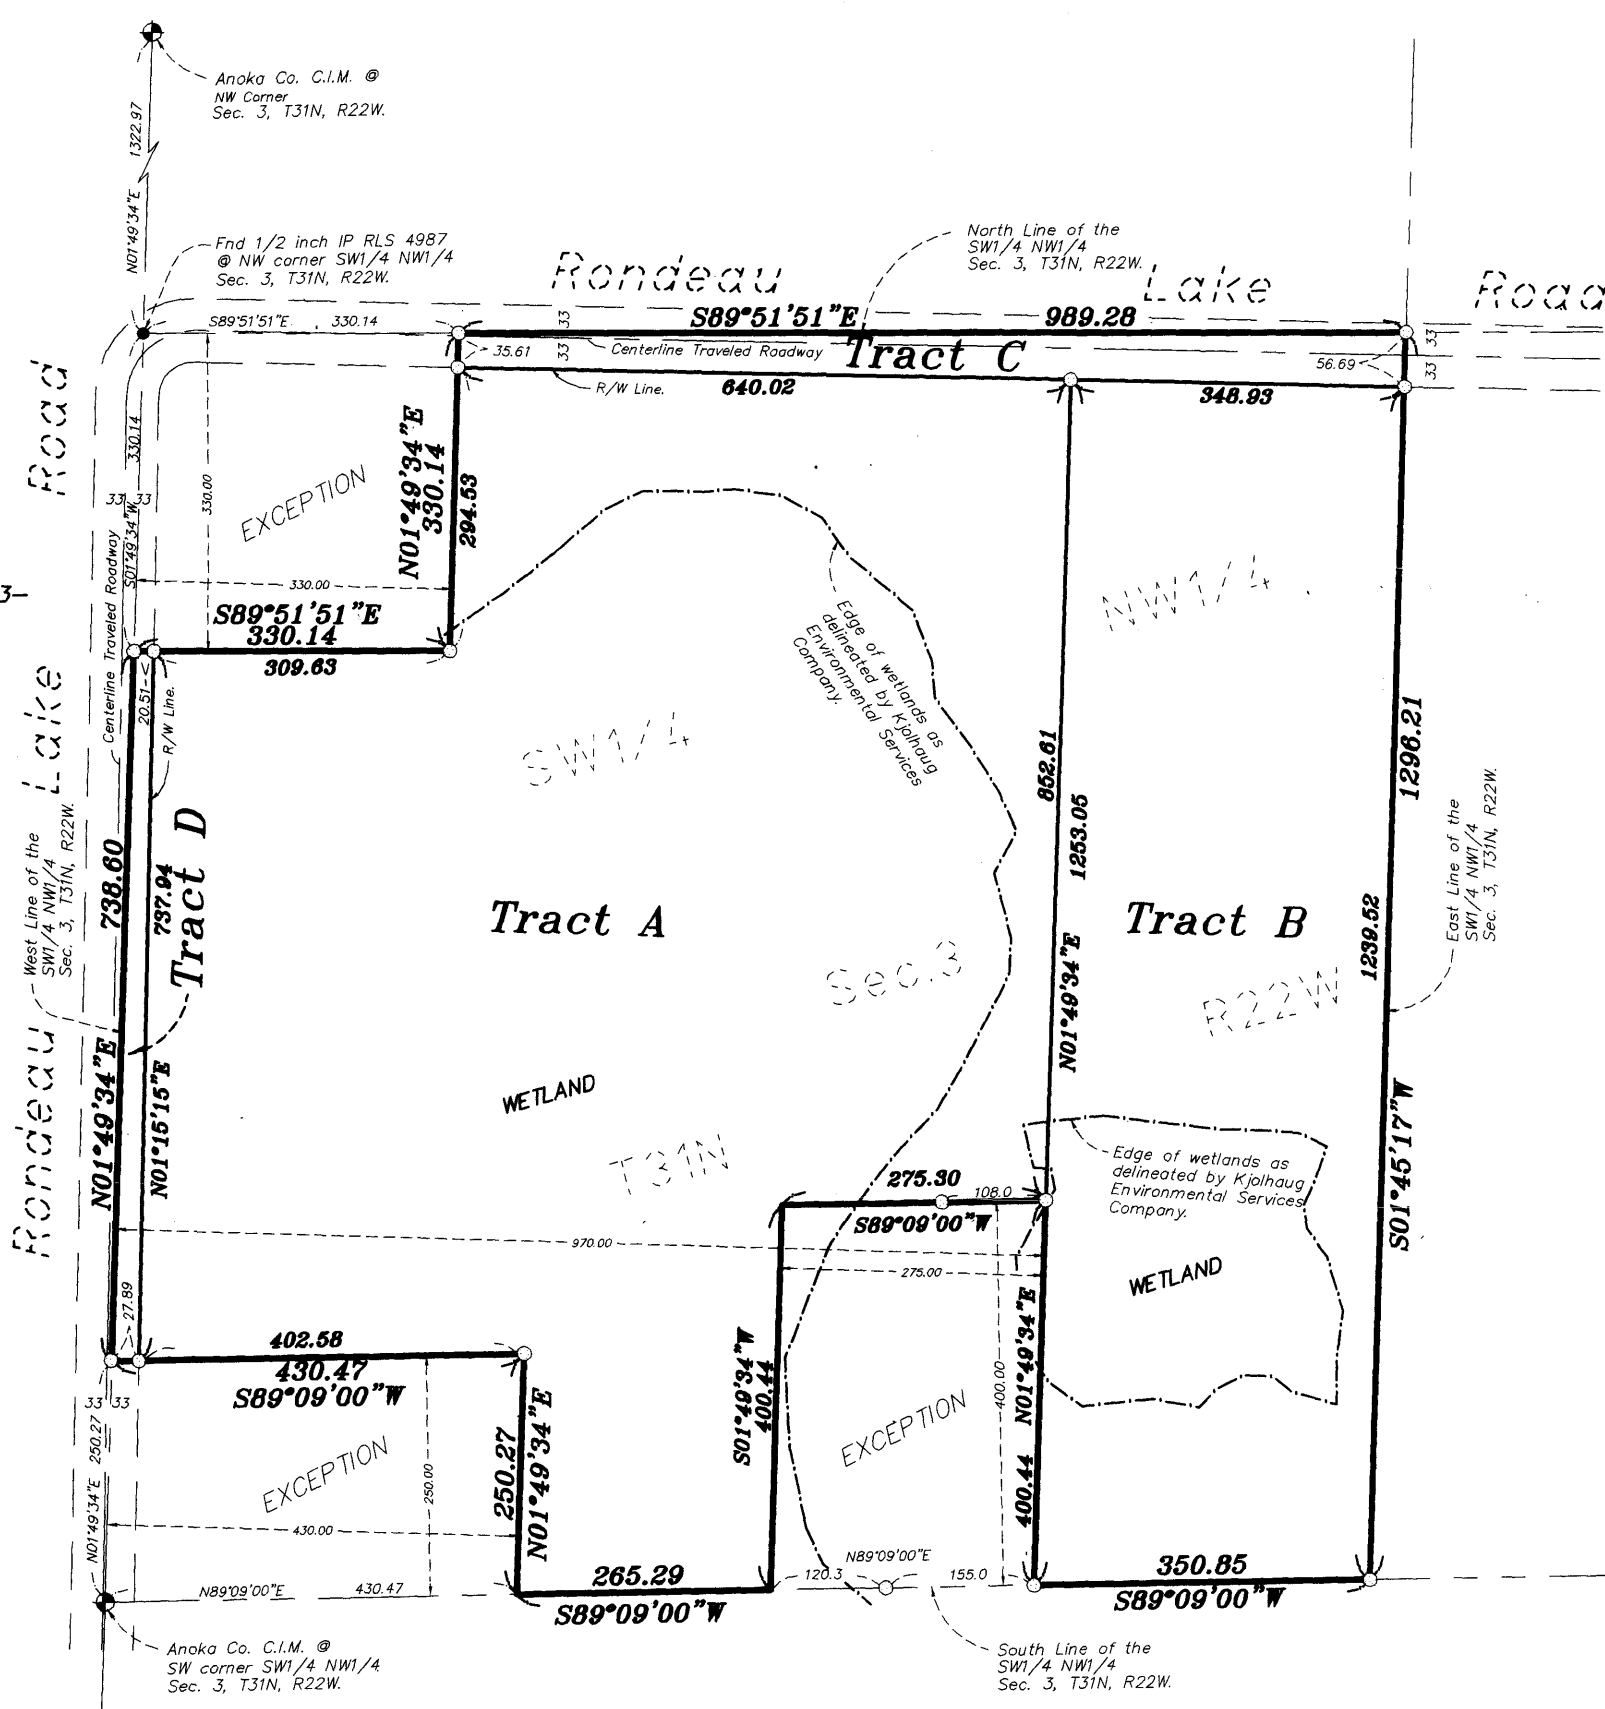 Anoka Co. C.I.M. @
NW Corner
Sec. 3, T31N, R22W.
1322.97
N01°49'34"E
Fnd 1/2 inch IP RLS 4987
@ NW corner SW1/4 NW1/4
Sec. 3, T31N, R22W.
North Line of the
SW1/4 NW1/4
Sec. 3, T31N, R22W.
Rondeau Lake Road
S89°51'51"E 330.14
33
33
S89°51'51"E 989.28
33
33
35.61
Centerline Traveled Roadway
Tract C
56.69
R/W Line.
640.02
348.93
Rondeau Lake Road
330.14
33 33
S01°49'34"W
330.00
EXCEPTION
330.00
N01°49'34"E
330.14
294.53
Centerline Traveled Roadway
3-
S89°51'51"E
330.14
309.63
20.51
R/W Line.
Edge of wetlands as
delineated by Kjolhaug
Environmental Services
Company.
NW1/4
SW1/4
852.61
1253.05
N01°49'34"E
1296.21
1239.52
S01°45'17"W
East Line of the
SW1/4 NW1/4
Sec. 3, T31N, R22W.
West Line of the
SW1/4 NW1/4
Sec. 3, T31N, R22W.
738.60
N01°49'34"E
737.94
N01°15'15"E
Tract D
Tract A
Tract B
Sec.3
R22W
WETLAND
T31N
Edge of wetlands as
delineated by Kjolhaug
Environmental Services
Company.
WETLAND
275.30
108.0
S89°09'00"W
970.00
275.00
27.89
402.58
430.47
S89°09'00"W
33 33
250.27
N01°49'34"E
EXCEPTION
250.00
430.00
250.27
N01°49'34"E
S01°49'34"W
400.44
EXCEPTION
400.00
N01°49'34"E
400.44
N89°09'00"E 430.47
265.29
S89°09'00"W
N89°09'00"E
120.3
155.0
350.85
S89°09'00"W
Anoka Co. C.I.M. @
SW corner SW1/4 NW1/4
Sec. 3, T31N, R22W.
South Line of the
SW1/4 NW1/4
Sec. 3, T31N, R22W.